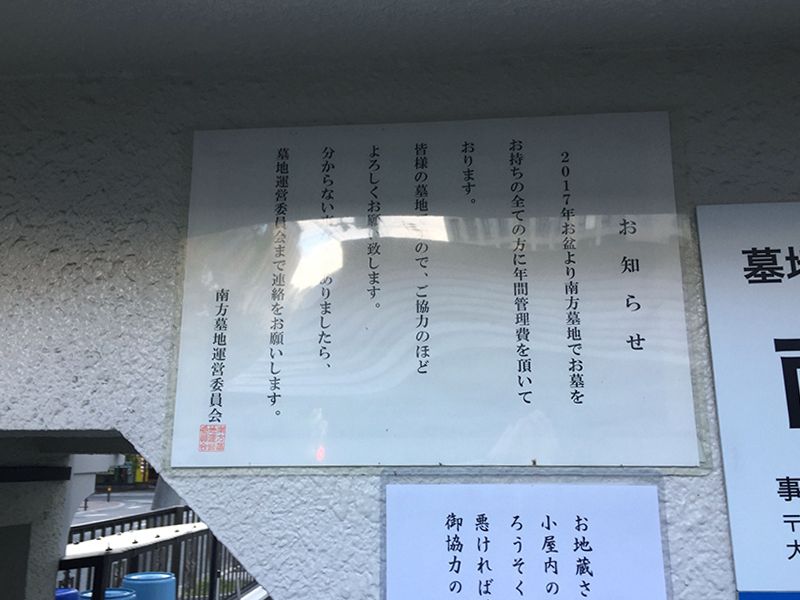 お知らせ
2017年お盆より南方墓地でお墓を
お持ちの全ての方に年間管理費を頂いて
おります。
皆様の墓地ですので、ご協力のほど
よろしくお願い致します。
分からない ありましたら、
墓地運営委員会まで連絡をお願いします。
南方墓地運営委員会
お地蔵さ
小屋内の
ろうそく
悪ければ
御協力の
墓地
事
〒
大